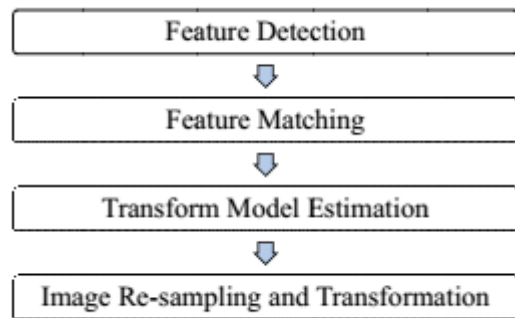 Feature Detection
Feature Matching
Transform Model Estimation
Image Re-sampling and Transformation